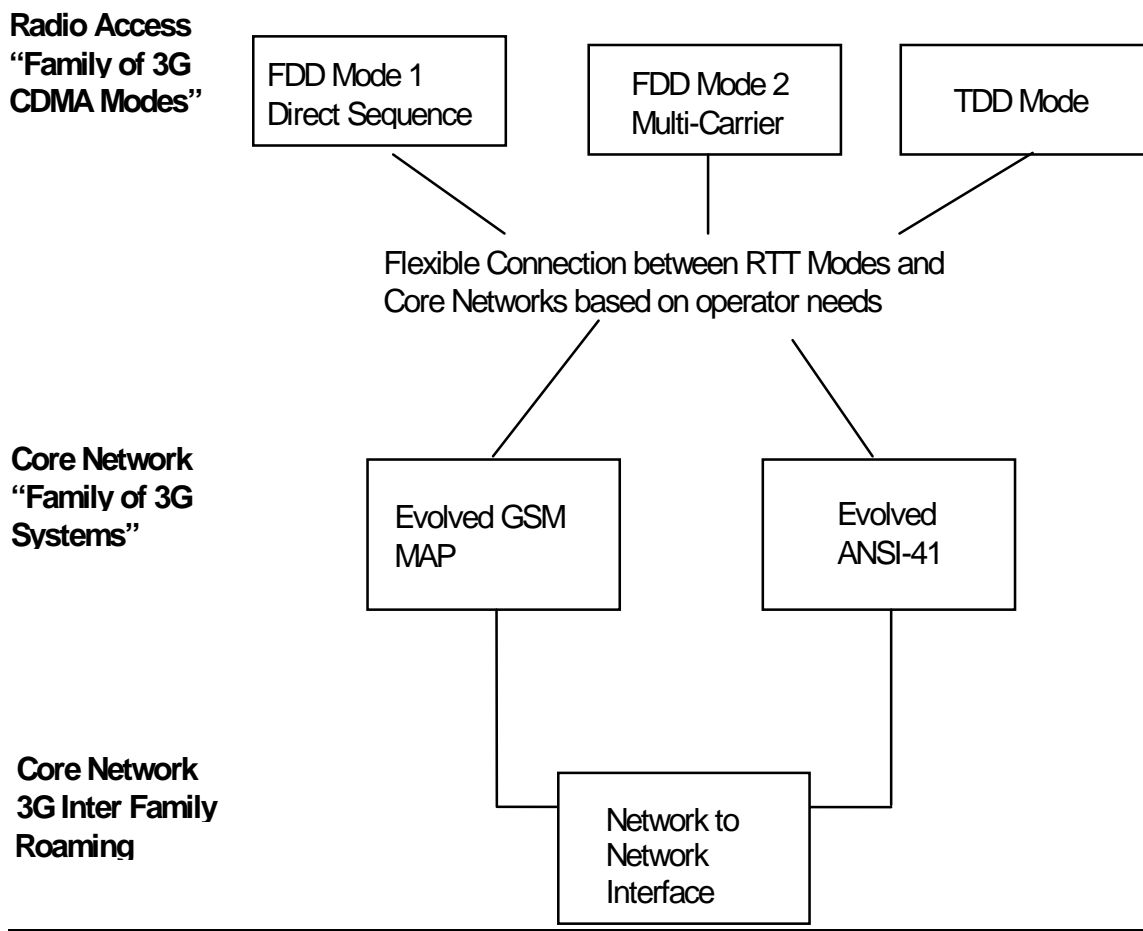 Radio Access
“Family of 3G
CDMA Modes”
FDD Mode 1
Direct Sequence
FDD Mode 2
Multi-Carrier
TDD Mode
Flexible Connection between RTT Modes and
Core Networks based on operator needs
Core Network
“Family of 3G
Systems”
Evolved GSM
MAP
Evolved
ANSI-41
Core Network
3G Inter Family
Roaming
Network to
Network
Interface